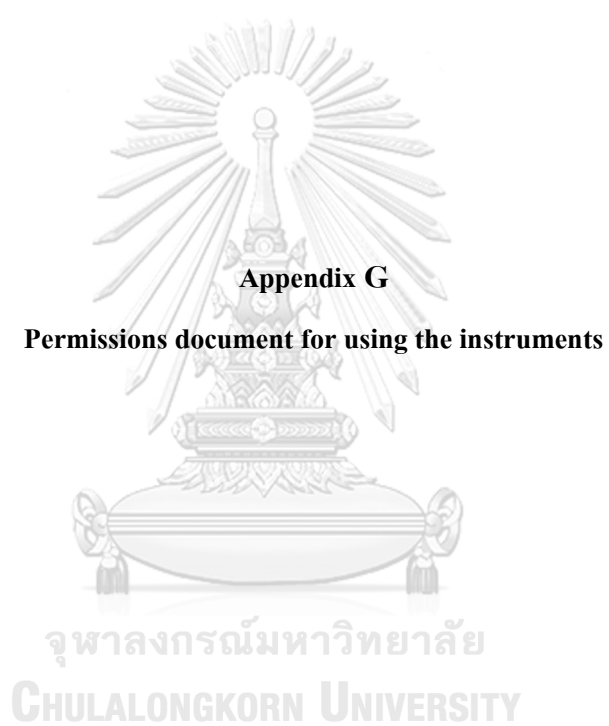 Appendix G
Permissions document for using the instruments
จุฬาลงกรณ์มหาวิทยาลัย
CHULALONGKORN UNIVERSITY